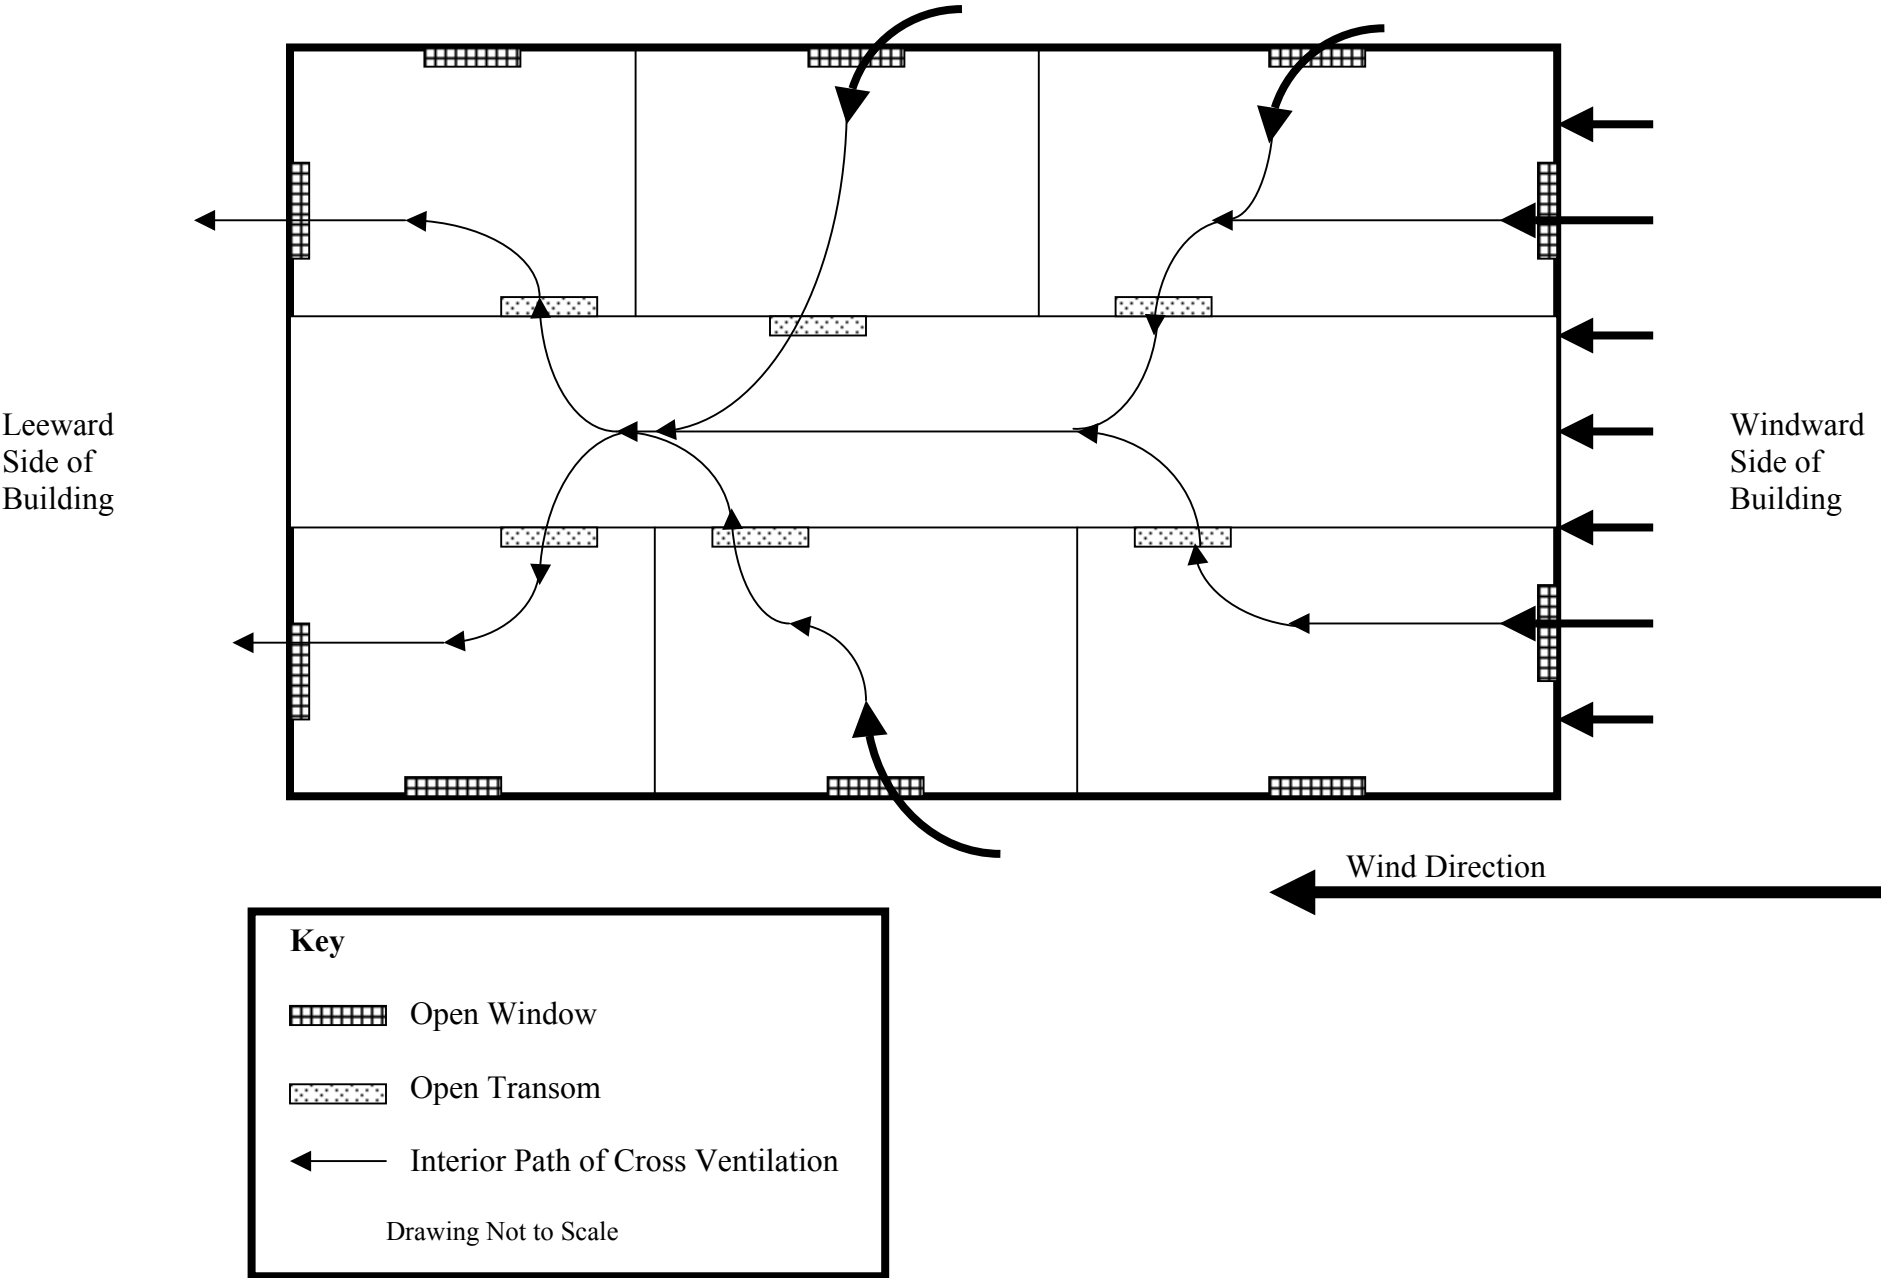 Leeward
Side of
Building
Windward
Side of
Building
Wind Direction
Key
Open Window
Open Transom
Interior Path of Cross Ventilation
Drawing Not to Scale